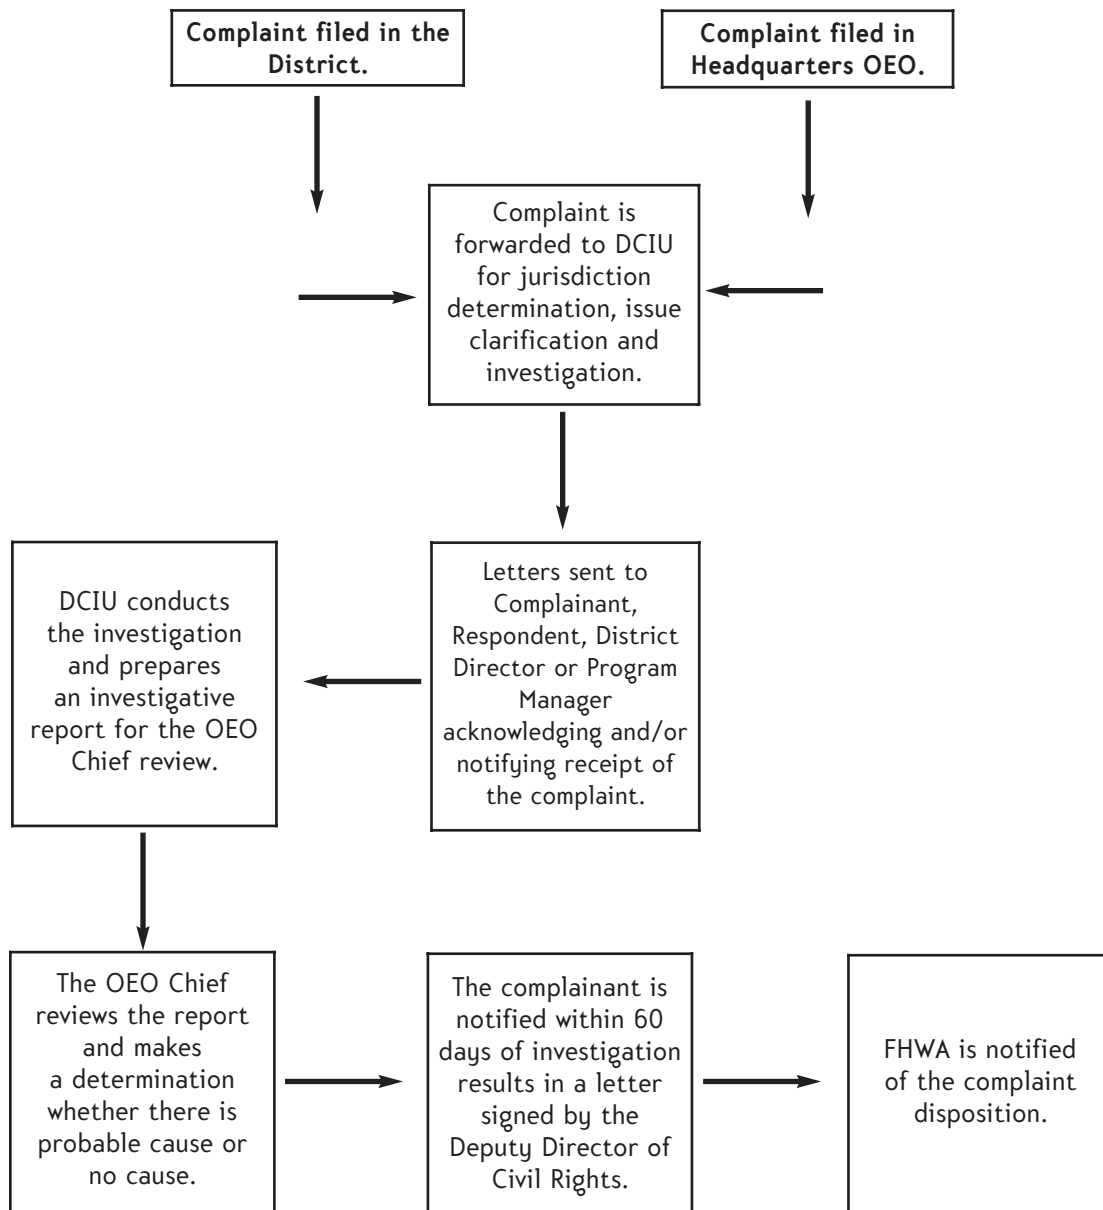 Complaint filed in the
District.
Complaint filed in
Headquarters OEO.
Complaint is
forwarded to DCIU
for jurisdiction
determination, issue
clarification and
investigation.
Letters sent to
Complainant,
Respondent, District
Director or Program
Manager
acknowledging and/or
notifying receipt of
the complaint.
DCIU conducts
the investigation
and prepares
an investigative
report for the OEO
Chief review.
The OEO Chief
reviews the report
and makes
a determination
whether there is
probable cause or
no cause.
The complainant is
notified within 60
days of investigation
results in a letter
signed by the
Deputy Director of
Civil Rights.
FHWA is notified
of the complaint
disposition.